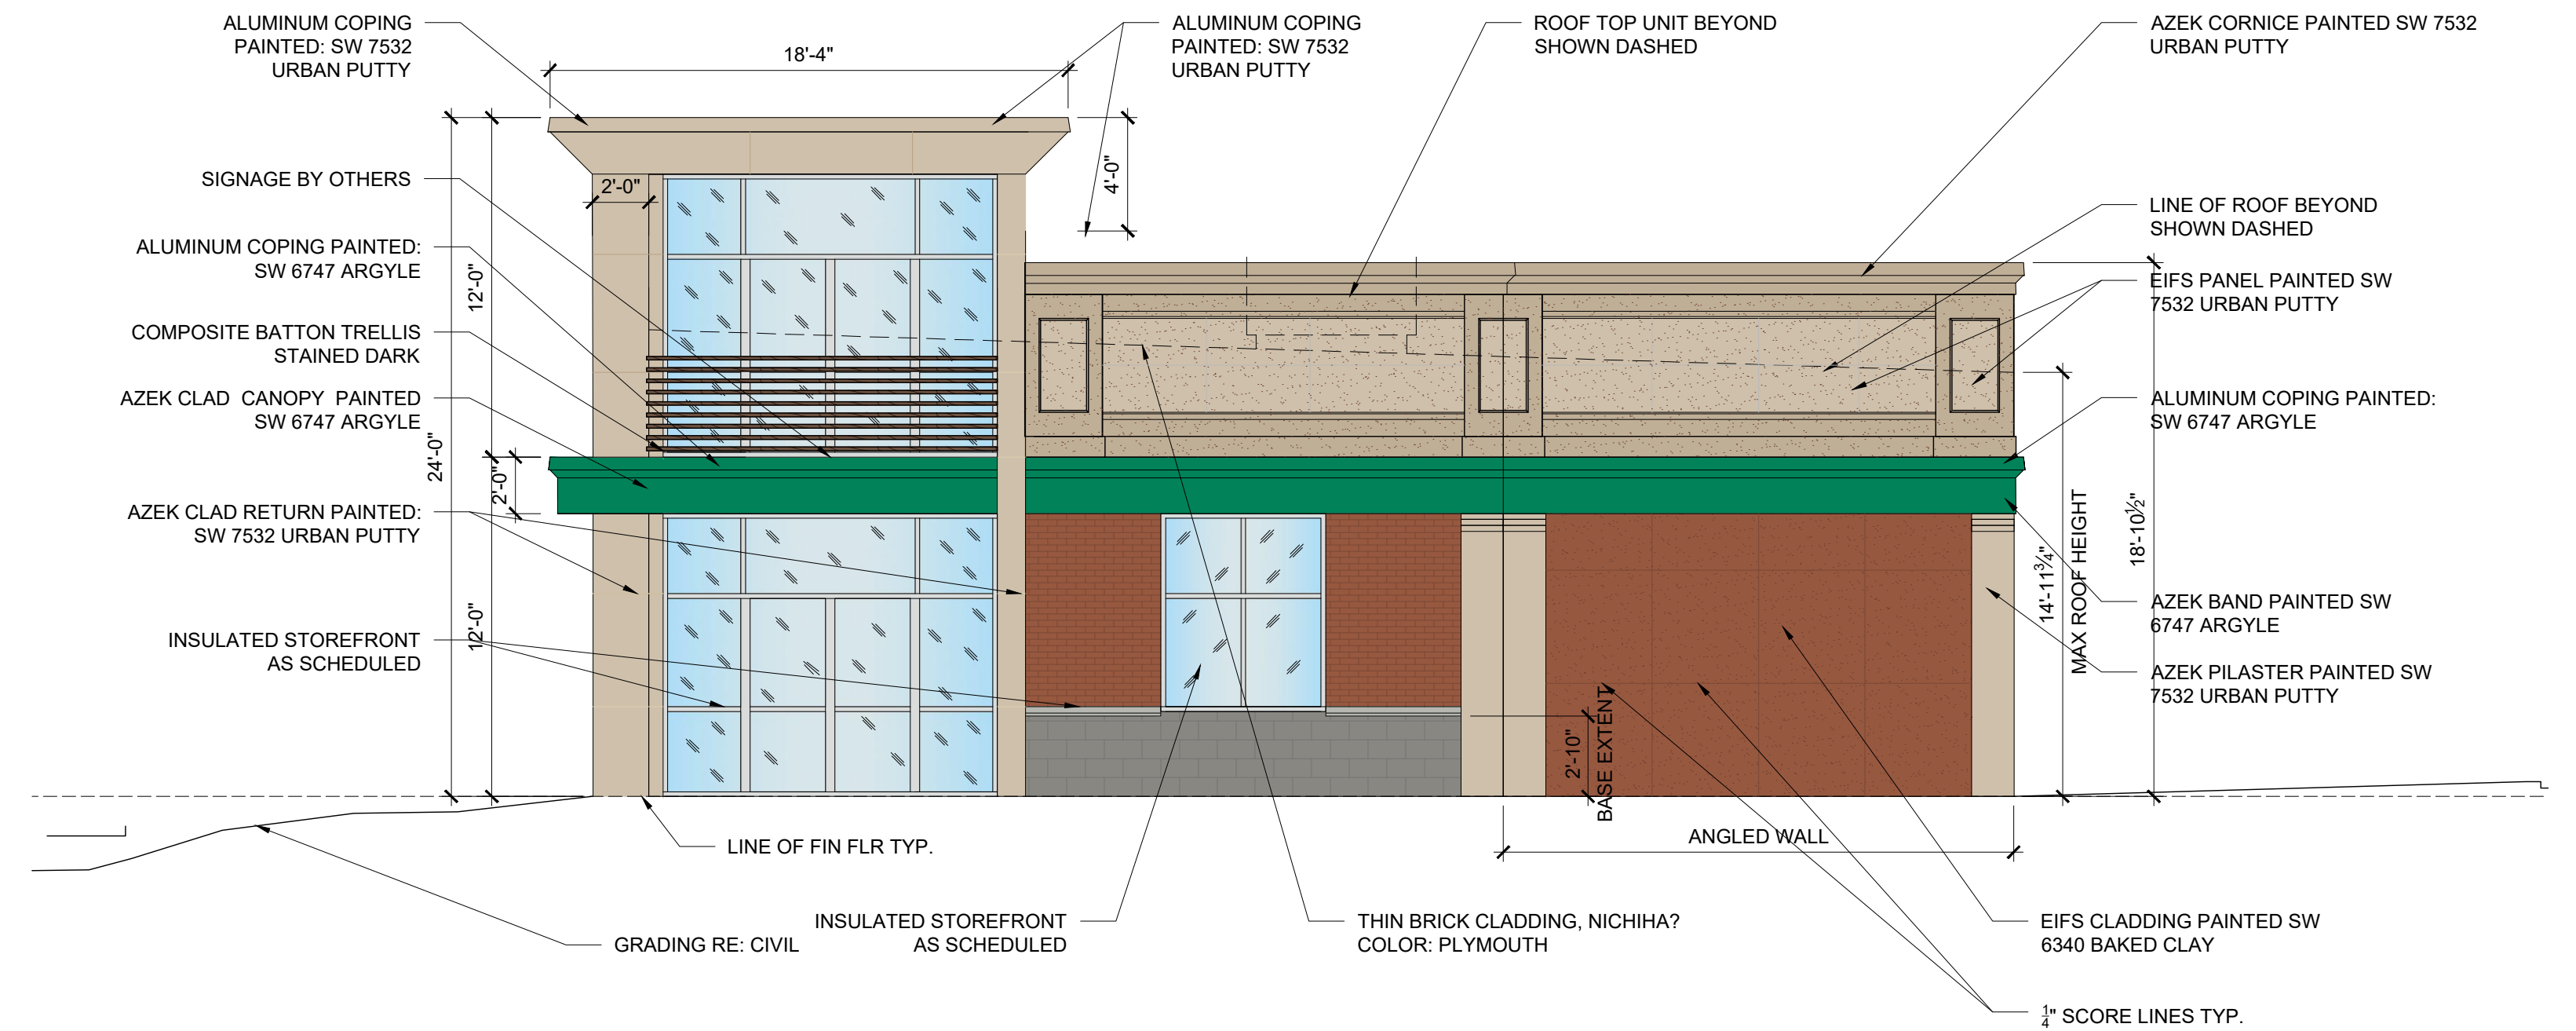 ALUMINUM COPING
PAINTED: SW 7532
URBAN PUTTY
18'-4"
ALUMINUM COPING
PAINTED: SW 7532
URBAN PUTTY
ROOF TOP UNIT BEYOND
SHOWN DASHED
AZEK CORNICE PAINTED SW 7532
URBAN PUTTY
SIGNAGE BY OTHERS
2'-0"
4'-0"
LINE OF ROOF BEYOND
SHOWN DASHED
ALUMINUM COPING PAINTED:
SW 6747 ARGYLE
12'-0"
EIFS PANEL PAINTED SW
7532 URBAN PUTTY
COMPOSITE BATTON TRELLIS
STAINED DARK
AZEK CLAD CANOPY PAINTED
SW 6747 ARGYLE
ALUMINUM COPING PAINTED:
SW 6747 ARGYLE
24'-0"
2'-0"
AZEK CLAD RETURN PAINTED:
SW 7532 URBAN PUTTY
18'-10½"
14'-11¾"
MAX ROOF HEIGHT
AZEK BAND PAINTED SW
6747 ARGYLE
12'-0"
INSULATED STOREFRONT
AS SCHEDULED
AZEK PILASTER PAINTED SW
7532 URBAN PUTTY
2'-10"
BASE EXTENT
LINE OF FIN FLR TYP.
ANGLED WALL
GRADING RE: CIVIL
INSULATED STOREFRONT
AS SCHEDULED
THIN BRICK CLADDING, NICHIHA?
COLOR: PLYMOUTH
EIFS CLADDING PAINTED SW
6340 BAKED CLAY
¼" SCORE LINES TYP.